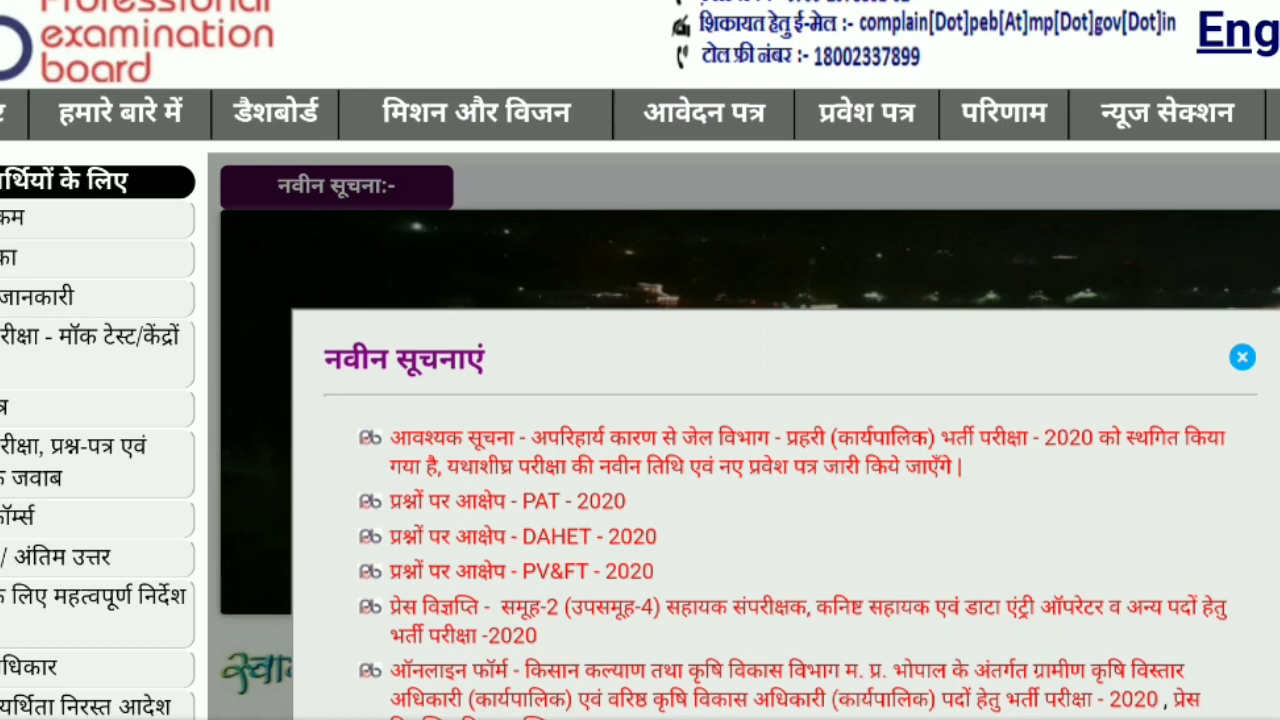 Professional
examination
board
शिकायत हेतु ई-मेल :- complain[Dot]peb[At]mp[Dot]gov[Dot]in
टोल फ्री नंबर :- 18002337899
Eng
हमारे बारे में
डैशबोर्ड
मिशन और विजन
आवेदन पत्र
प्रवेश पत्र
परिणाम
न्यूज सेक्शन
र्थियों के लिए
नवीन सूचना:-
कम
का
जानकारी
रीक्षा - मॉक टेस्ट/केंद्रों
त्र
रीक्षा, प्रश्न-पत्र एवं
क जवाब
फॉर्म्स
/ अंतिम उत्तर
के लिए महत्वपूर्ण निर्देश
धिकार
यर्थिता निरस्त आदेश
नवीन सूचनाएं
आवश्यक सूचना - अपरिहार्य कारण से जेल विभाग - प्रहरी (कार्यपालिक) भर्ती परीक्षा - 2020 को स्थगित किया
गया है, यथाशीघ्र परीक्षा की नवीन तिथि एवं नए प्रवेश पत्र जारी किये जाएँगे |
प्रश्नों पर आक्षेप - PAT - 2020
प्रश्नों पर आक्षेप - DAHET - 2020
प्रश्नों पर आक्षेप - PV&FT - 2020
प्रेस विज्ञप्ति - समूह-2 (उपसमूह-4) सहायक संपरीक्षक, कनिष्ट सहायक एवं डाटा एंट्री ऑपरेटर व अन्य पदों हेतु
भर्ती परीक्षा -2020
ऑनलाइन फॉर्म - किसान कल्याण तथा कृषि विकास विभाग म. प्र. भोपाल के अंतर्गत ग्रामीण कृषि विस्तार
अधिकारी (कार्यपालिक) एवं वरिष्ठ कृषि विकास अधिकारी (कार्यपालिक) पदों हेतु भर्ती परीक्षा - 2020 , प्रेस
स्वा